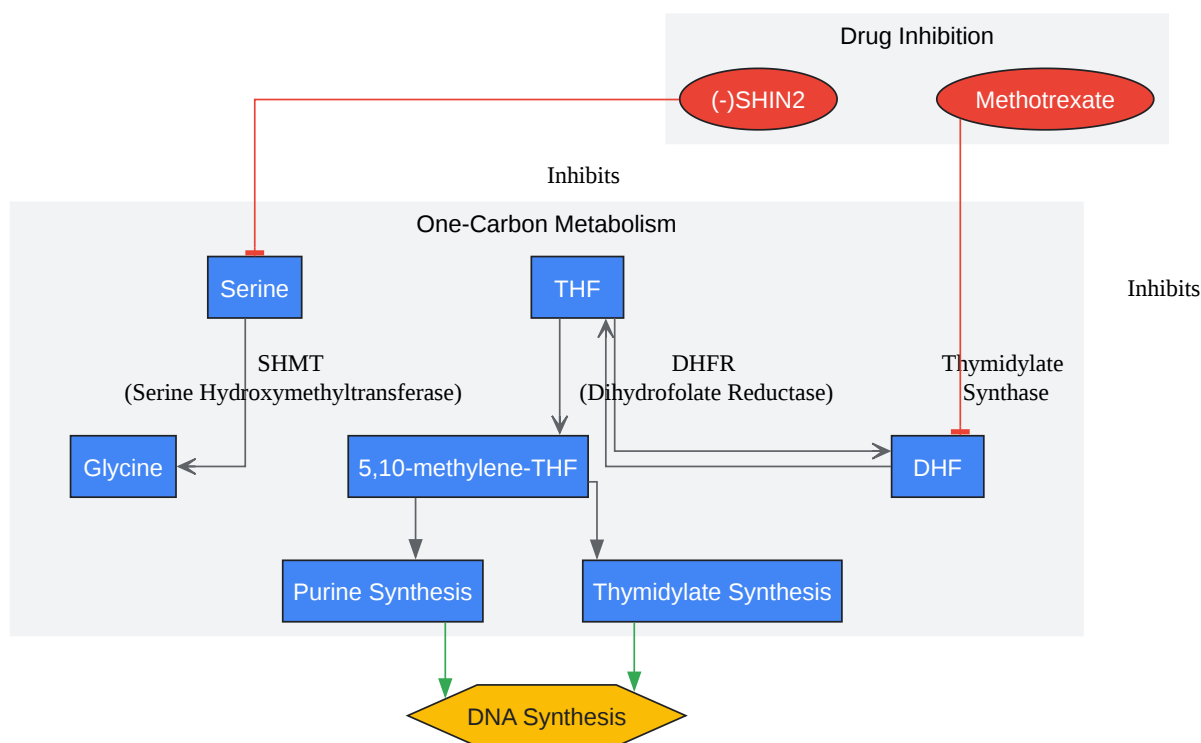 Drug Inhibition
(-)SHIN2
Methotrexate
Inhibits
One-Carbon Metabolism
Serine
THF
Inhibits
SHMT
(Serine Hydroxymethyltransferase)
DHFR
(Dihydrofolate Reductase)
Thymidylate
Synthase
Glycine
5,10-methylene-THF
DHF
Purine Synthesis
Thymidylate Synthesis
DNA Synthesis